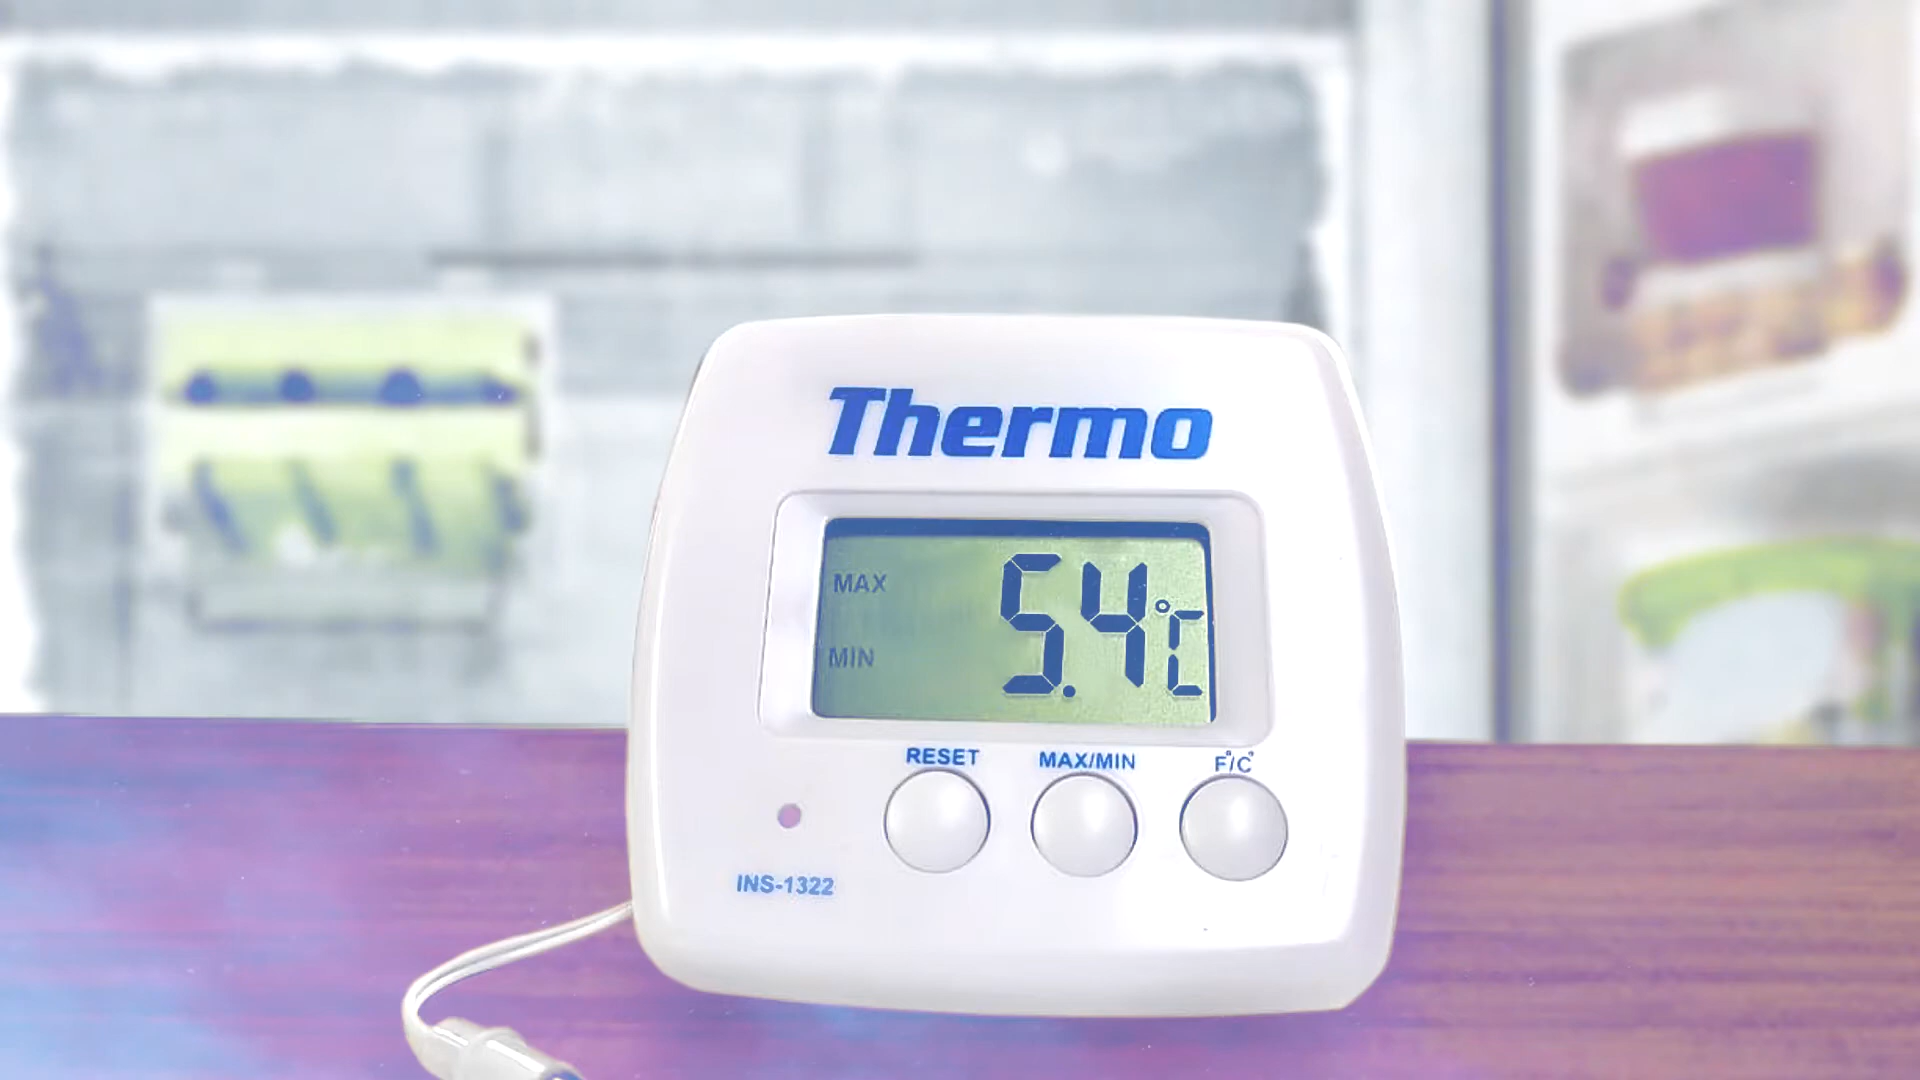 Thermo
MAX
5.4°C
MIN
RESET MAX/MIN F°/C°
INS-1322